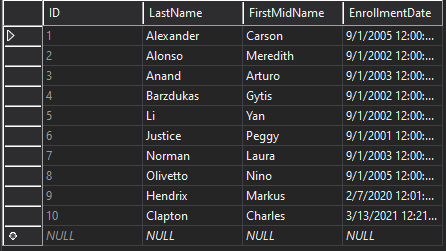 ID LastName FirstMidName EnrollmentDate
1 Alexander Carson 9/1/2005 12:00:...
2 Alonso Meredith 9/1/2002 12:00:...
3 Anand Arturo 9/1/2003 12:00:...
4 Barzdukas Gytis 9/1/2002 12:00:...
5 Li Yan 9/1/2002 12:00:...
6 Justice Peggy 9/1/2001 12:00:...
7 Norman Laura 9/1/2003 12:00:...
8 Olivetto Nino 9/1/2005 12:00:...
9 Hendrix Markus 2/7/2020 12:01:...
10 Clapton Charles 3/13/2021 12:21...
NULL NULL NULL NULL